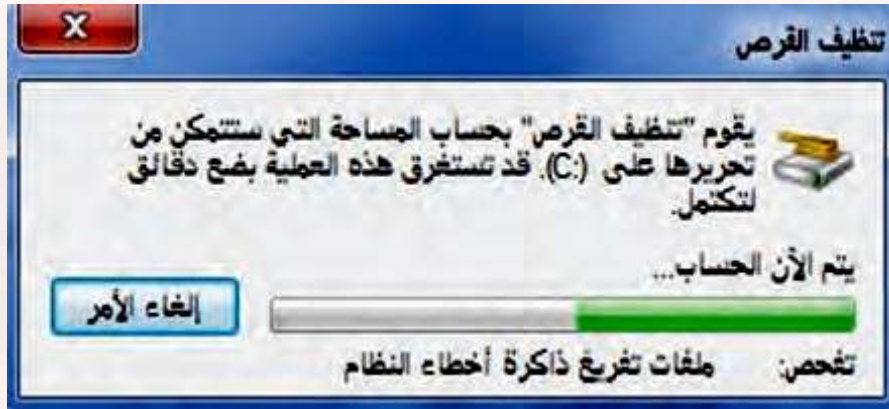 تنظيف القرص
يقوم "تنظيف القرص" بحساب المساحة التي ستتمكن من
تحريرها على (C:). قد تستغرق هذه العملية بضع دقائق
لتكتمل.
يتم الآن الحساب...
إلغاء الأمر
تفحص: ملفات تفريغ ذاكرة أخطاء النظام